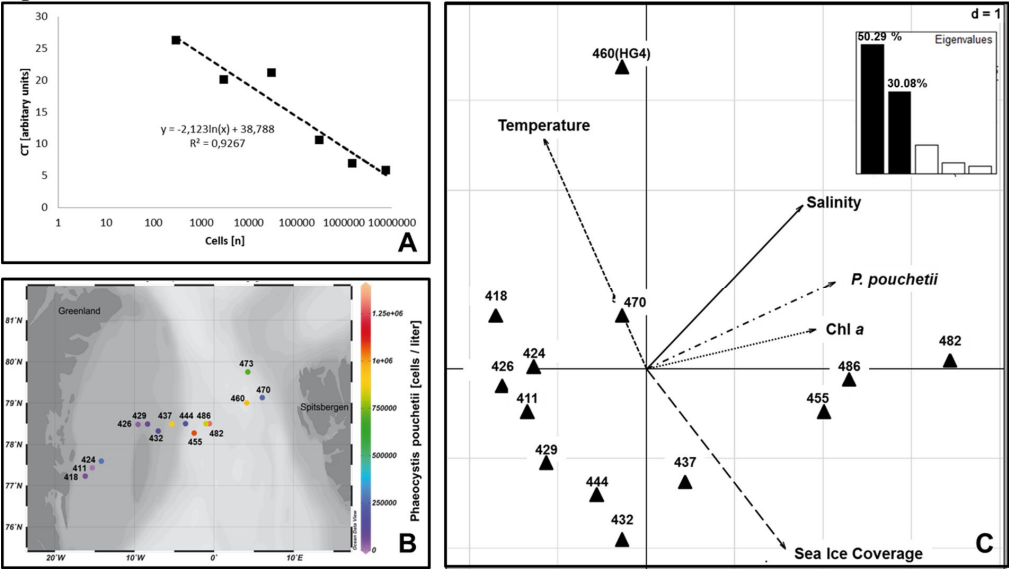 30
25
20
15
10
5
0
CT [arbitary units]
y = -2,123ln(x) + 38,788
R² = 0,9267
1 10 100 1000 10000 100000 1000000 10000000 100000000
Cells [n]
A
Greenland
Spitsbergen
81°N
80°N
79°N
78°N
77°N
76°N
20°W 10°W 0° 10°E
473
470
460
429 437 444 486
426
432 455 482
424
411
418
1.25e+06
1e+06
750000
500000
250000
0
Ocean Data View
Phaeocystis pouchetii [cells / liter]
B
d = 1
50.29 %
Eigenvalues
30.08%
460(HG4)
Temperature
Salinity
P. pouchetii
Chl a
418
470
424
426
411
482
486
455
429
437
444
432
Sea Ice Coverage
C